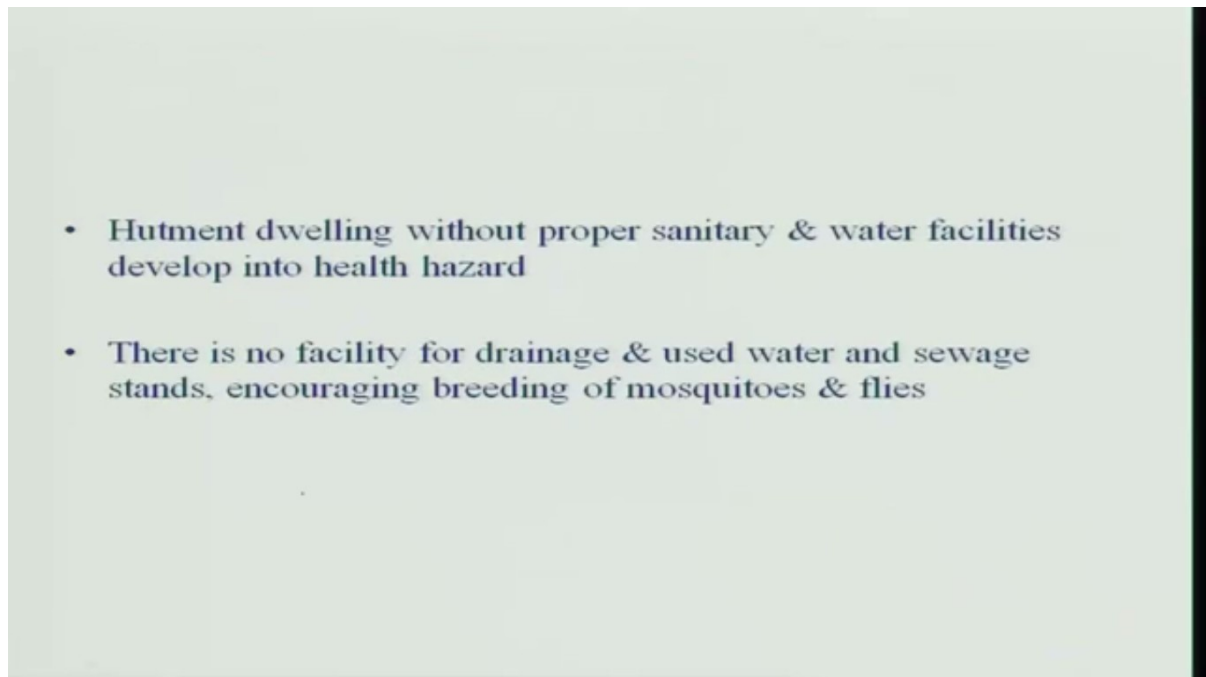 • Hutment dwelling without proper sanitary & water facilities
develop into health hazard
• There is no facility for drainage & used water and sewage
stands, encouraging breeding of mosquitoes & flies